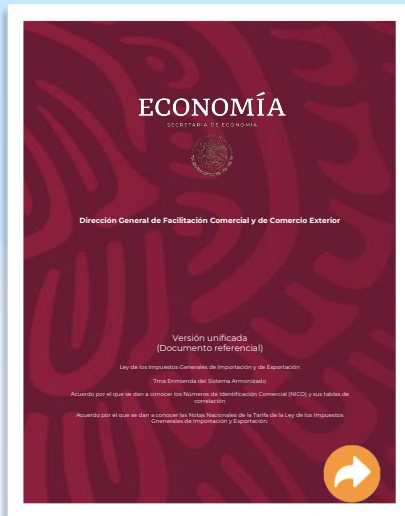 ECONOMÍA
SECRETARÍA DE ECONOMÍA
Dirección General de Facilitación Comercial y de Comercio Exterior
Versión unificada
(Documento referencial)
Ley de los Impuestos Generales de Importación y de Exportación
7ma Enmienda del Sistema Armonizado
Acuerdo por el que se dan a conocer los Números de Identificación Comercial (NICO) y sus tablas de
correlación
Acuerdo por el que se dan a conocer las Notas Nacionales de la Tarifa de la Ley de los Impuestos
Gnenerales de Importación y Exportación.